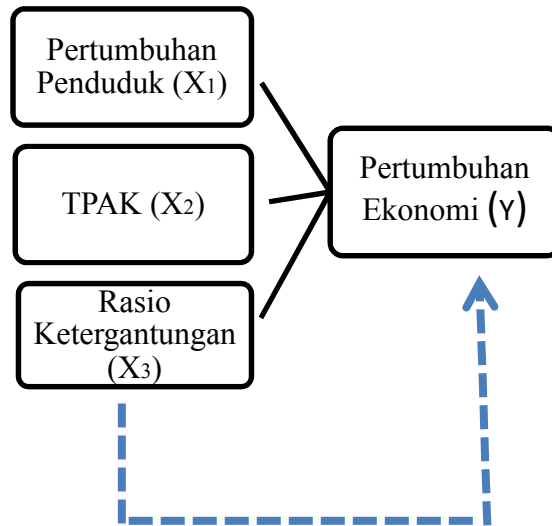 Pertumbuhan
Penduduk (X1)
TPAK (X2)
Rasio
Ketergantungan
(X3)
Pertumbuhan
Ekonomi (Y)